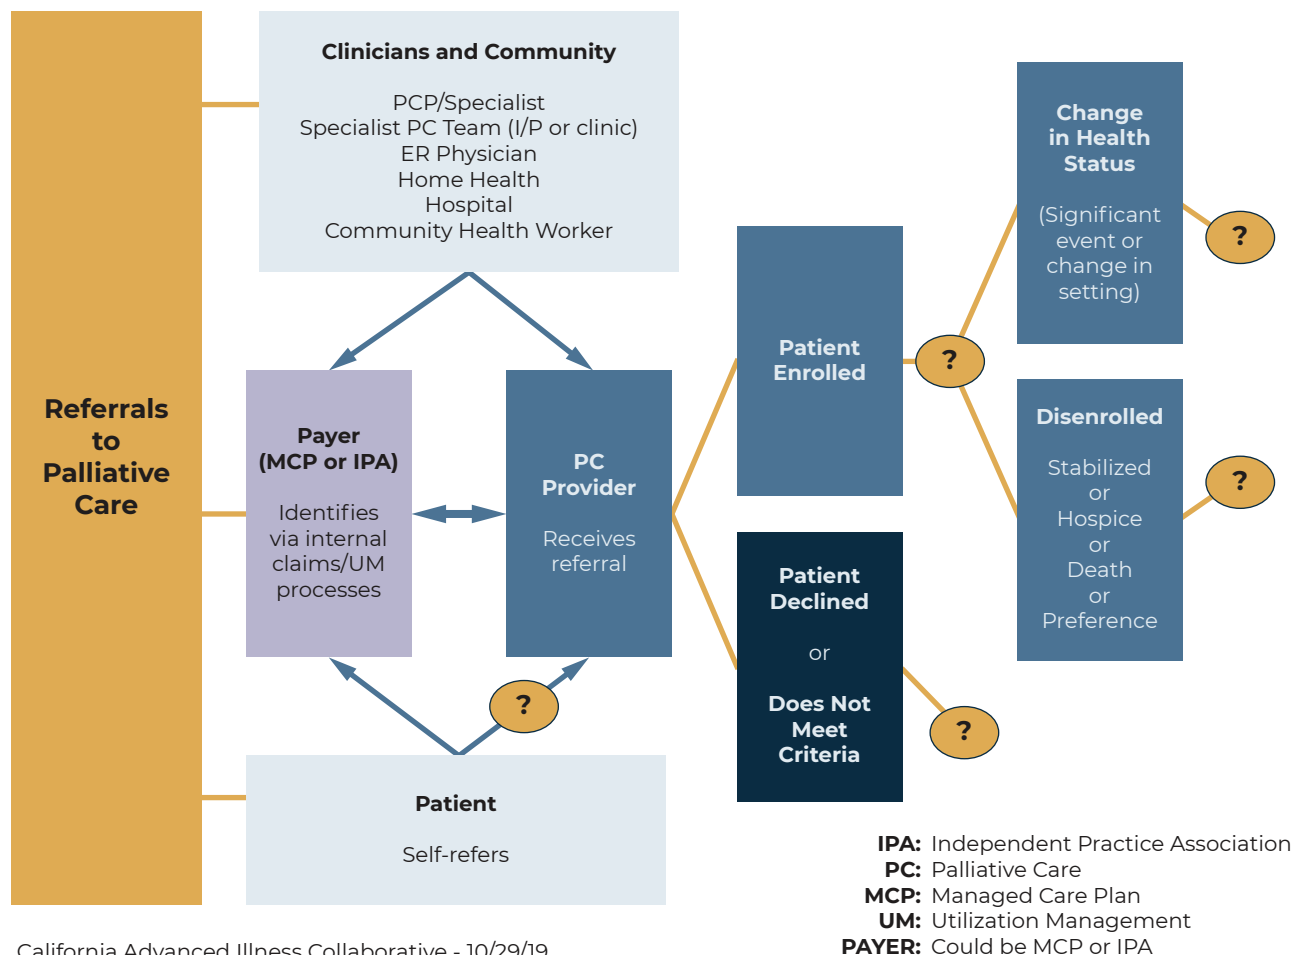 Referrals
to
Palliative
Care
Clinicians and Community
PCP/Specialist
Specialist PC Team (I/P or clinic)
ER Physician
Home Health
Hospital
Community Health Worker
Payer
(MCP or IPA)
Identifies
via internal
claims/UM
processes
PC
Provider
Receives
referral
?
Patient
Self-refers
Patient
Enrolled
?
Patient
Declined
or
Does Not
Meet
Criteria
?
Change
in Health
Status
(Significant
event or
change in
setting)
?
Disenrolled
Stabilized
or
Hospice
or
Death
or
Preference
?
IPA: Independent Practice Association
PC: Palliative Care
MCP: Managed Care Plan
UM: Utilization Management
PAYER: Could be MCP or IPA
California Advanced Illness Collaborative - 10/29/19